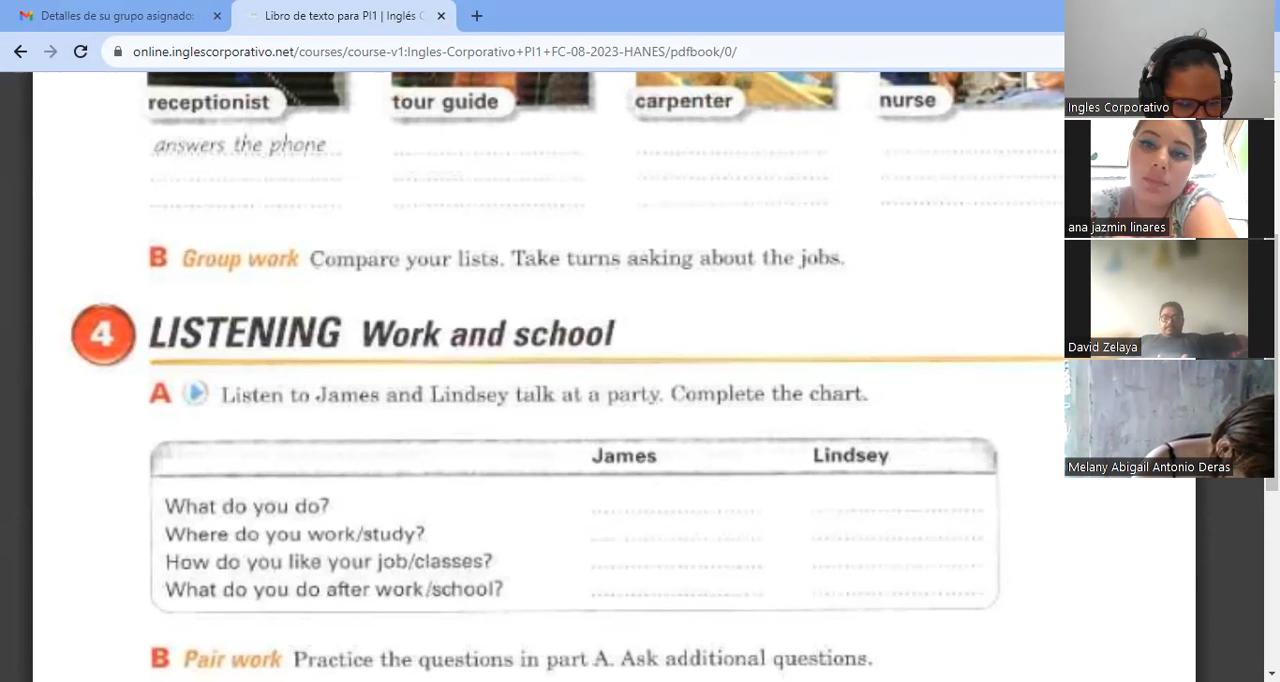 Detalles de su grupo asignado:
Libro de texto para PI1 | Inglés C
online.inglescorporativo.net/courses/course-v1:Ingles-Corporativo+PI1+FC-08-2023-HANES/pdfbook/0/
receptionist tour guide carpenter nurse
answers the phone
B Group work Compare your lists. Take turns asking about the jobs.
4 LISTENING Work and school
A Listen to James and Lindsey talk at a party. Complete the chart.
James Lindsey
What do you do?
Where do you work/study?
How do you like your job/classes?
What do you do after work/school?
B Pair work Practice the questions in part A. Ask additional questions.
Ingles Corporativo
ana jazmin linares
David Zelaya
Melany Abigail Antonio Deras